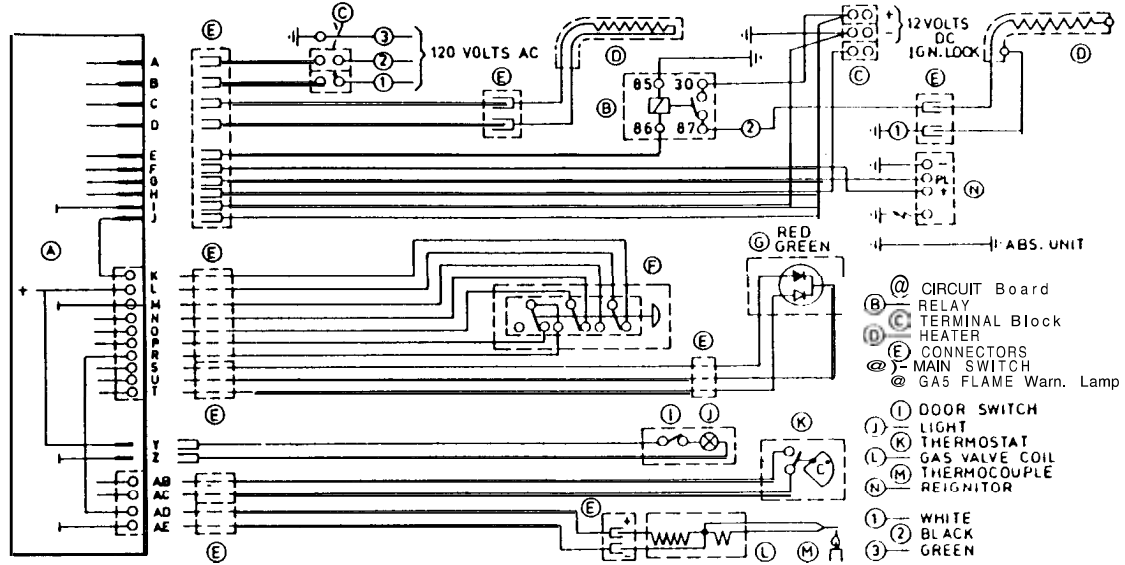 A
B
C
D
E
F
G
H
I
J
K
L
M
N
O
P
R
S
U
T
Y
Z
AB
AC
AD
AE
A
+
E
E
E
E
C
3
2
1
120 VOLTS AC
E
D
B
85 30
86 87
2
C
+
-
12 VOLTS
DC
IGN. LOCK
E
D
1
-
PL
+
N
ABS. UNIT
F
G
RED
GREEN
E
I
J
K
C
E
+
-
L
M
@ CIRCUIT Board
B RELAY
C TERMINAL Block
D HEATER
E CONNECTORS
@ )- MAIN SWITCH
@ GA5 FLAME Warn. Lamp
I DOOR SWITCH
J LIGHT
K THERMOSTAT
L GAS VALVE COIL
M THERMOCOUPLE
N REIGNITOR
1 WHITE
2 BLACK
3 GREEN